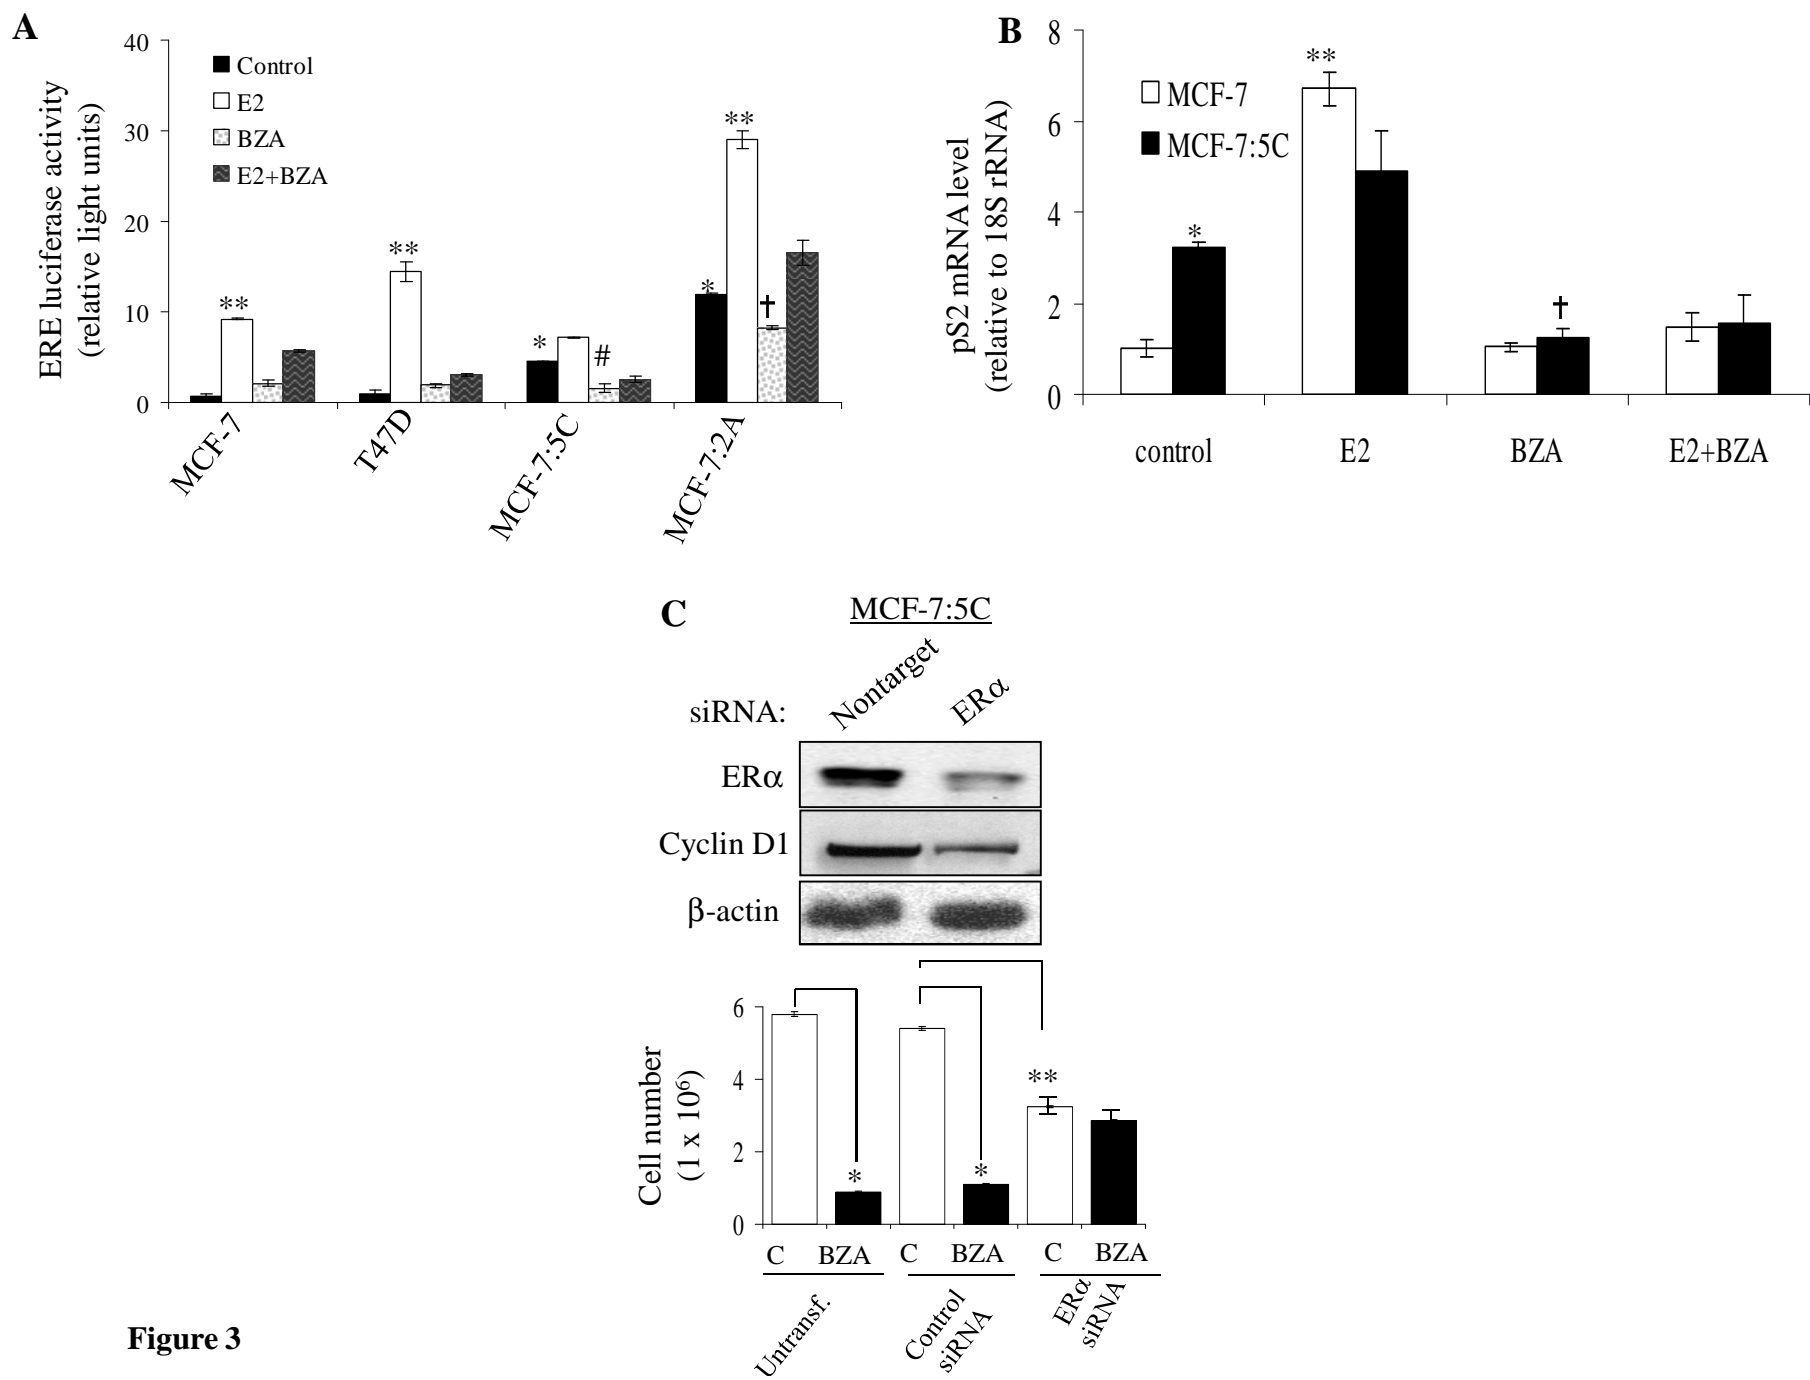 A
40
30
20
10
0
ERE luciferase activity
(relative light units)
Control
E2
BZA
E2+BZA
**
**
*
#
*
**
†
MCF-7
T47D
MCF-7:5C
MCF-7:2A
B
8
6
4
2
0
pS2 mRNA level
(relative to 18S rRNA)
MCF-7
MCF-7:5C
*
**
†
control
E2
BZA
E2+BZA
C
MCF-7:5C
siRNA:
Nontarget
ERα
ERα
Cyclin D1
β-actin
6
4
2
0
Cell number
(1 x 10⁶)
*
*
**
C BZA C BZA C BZA
Untransf.
Control
siRNA
ERα
siRNA
Figure 3